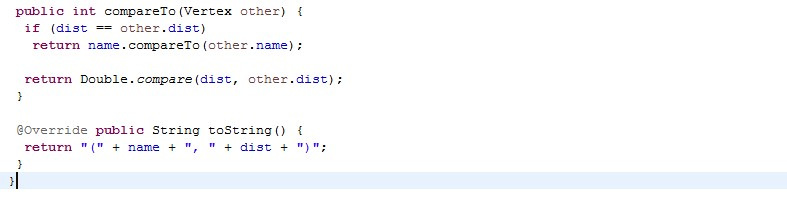 public int compareTo(Vertex other) {
if (dist == other.dist)
return name.compareTo(other.name);
return Double.compare(dist, other.dist);
}
@Override public String toString() {
return "(" + name + ", " + dist + ")";
}
}